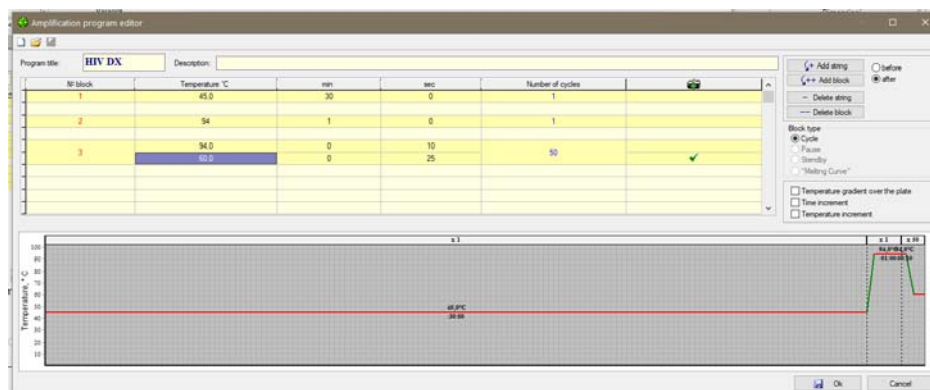 Amplification program editor
Program title: HIV DX Description:
№ block Temperature °C min sec Number of cycles
1 45,0 30 0 1
2 94 1 0 1
3 94,0 0 10 50
60,0 0 25
Add string
Add block
before
after
Delete string
Delete block
Block type
Cycle
Pause
Standby
"Melting Curve"
Temperature gradient over the plate
Time increment
Temperature increment
x 1 x 1 x 50
Temperature, °C
100
90
80
70
60
50
40
30
20
10
Ok Cancel